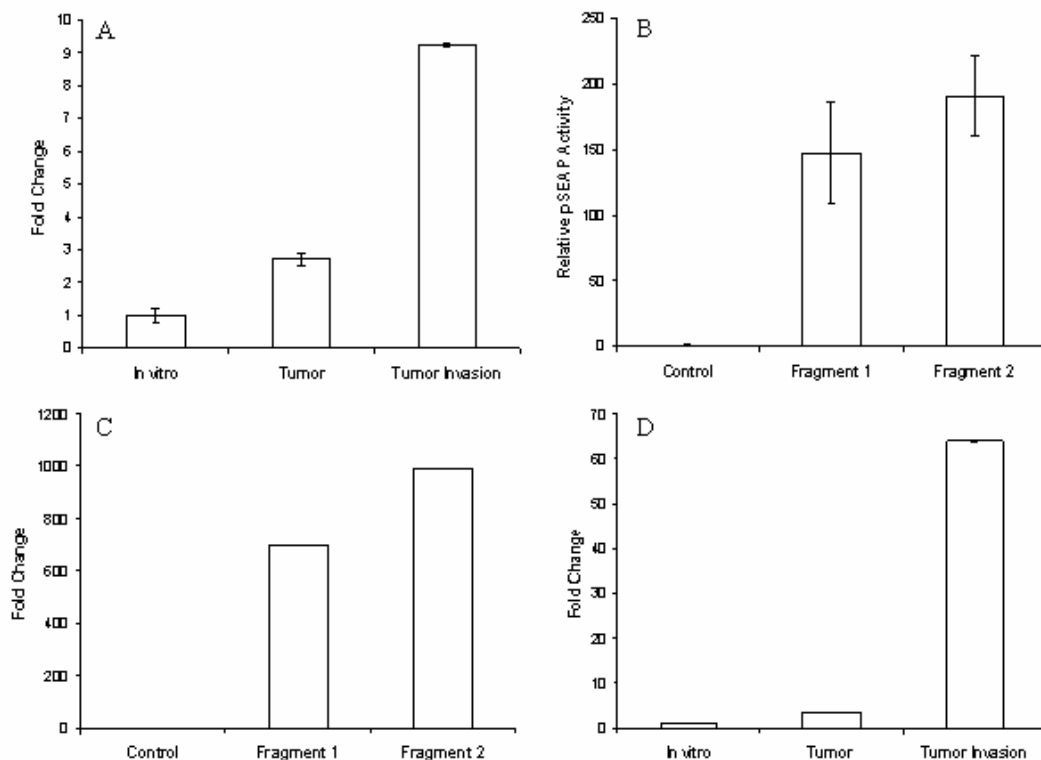 A
Fold Change
10
9
8
7
6
5
4
3
2
1
0
In vitro
Tumor
Tumor Invasion
B
Relative pSEAP Activity
250
200
150
100
50
0
Control
Fragment 1
Fragment 2
C
Fold Change
1200
1000
800
600
400
200
0
Control
Fragment 1
Fragment 2
D
Fold Change
70
60
50
40
30
20
10
0
In vitro
Tumor
Tumor Invasion